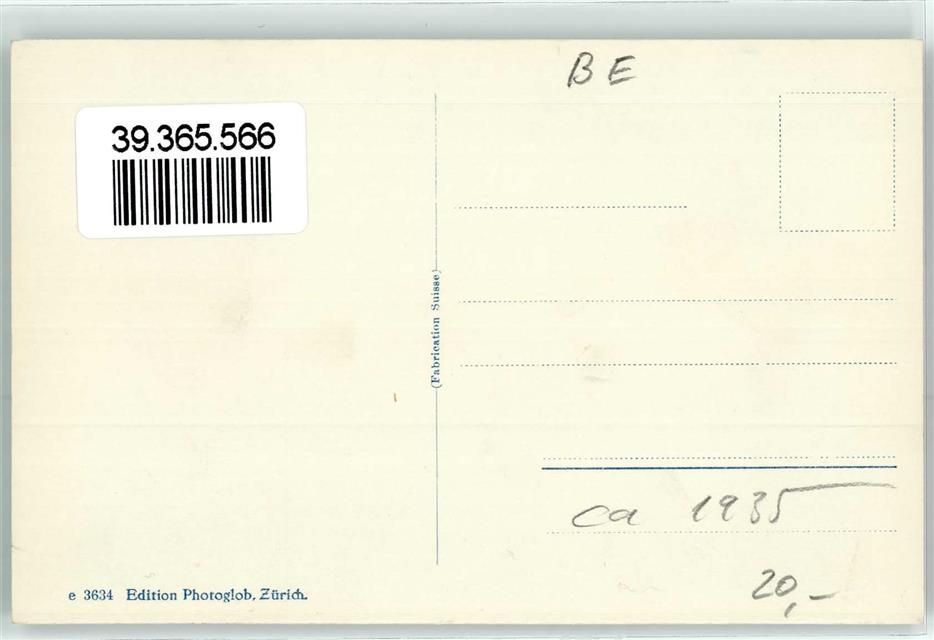 BE
39.365.566
(Fabrication Suisse)
ca 1935
20,-
e 3634 Edition Photoglob, Zürich.